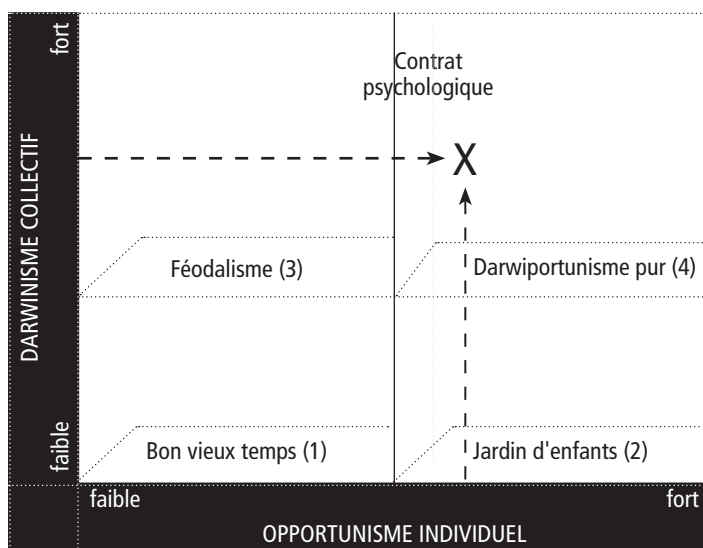 fort
DARWINISME COLLECTIF
faible
Contrat
psychologique
X
Féodalisme (3)
Darwiportunisme pur (4)
Bon vieux temps (1)
Jardin d'enfants (2)
faible
fort
OPPORTUNISME INDIVIDUEL